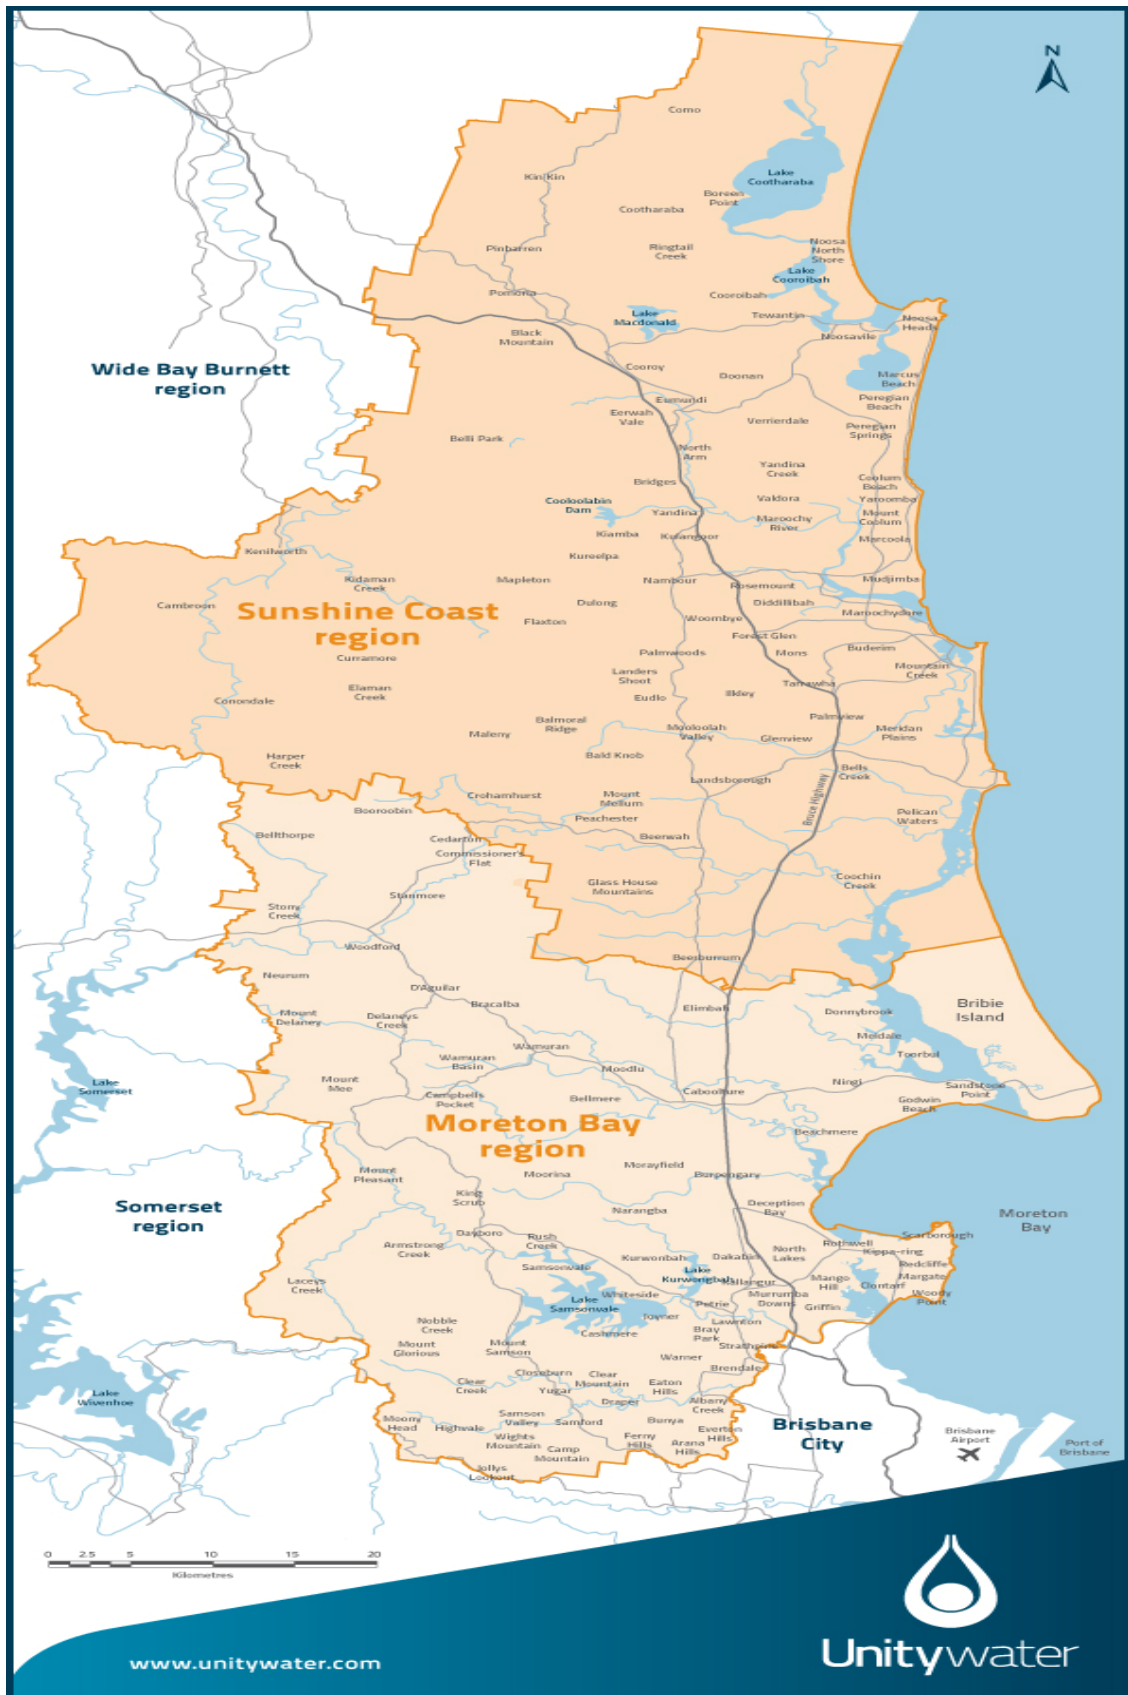 N
Como
Lake
Cootharaba
Kin Kin
Boreen
Point
Cootharaba
Noosa
North
Shore
Pinbarren
Ringtail
Creek
Lake
Cooroibah
Pomona
Cooroibah
Lake
Macdonald
Tewantin
Noosa
Heads
Black
Mountain
Noosavile
Wide Bay Burnett
region
Cooroy
Doonan
Marcus
Beach
Eumundi
Peregian
Beach
Eerwah
Vale
Verrierdale
Peregian
Springs
Belli Park
North
Arm
Yandina
Creek
Bridges
Coolum
Beach
Cooloolabin
Dam
Valdora
Yaroomba
Yandina
Maroochy
River
Mount
Coolum
Kiamba
Kulangoor
Marcoola
Kenilworth
Kureelpa
Kidaman
Creek
Mapleton
Nambour
Rosemount
Mudjimba
Cambroon
Sunshine Coast
region
Dulong
Diddillibah
Flaxton
Woombye
Maroochydore
Forest Glen
Curramore
Palmwoods
Mons
Buderim
Landers
Shoot
Mountain
Creek
Elaman
Creek
Eudlo
Ilkley
Tanawha
Conondale
Balmoral
Ridge
Palmview
Maleny
Mooloolah
Valley
Glenview
Meridan
Plains
Harper
Creek
Bald Knob
Landsborough
Bells
Creek
Bruce Highway
Crohamhurst
Mount
Mellum
Booroobin
Peachester
Pelican
Waters
Bellthorpe
Cedarton
Beerwah
Commissioner's
Flat
Stanmore
Glass House
Mountains
Coochin
Creek
Stony
Creek
Woodford
Beerburrum
Neurum
D'Aguilar
Bracalba
Elimbah
Donnybrook
Bribie
Island
Mount
Delaney
Delaneys
Creek
Meldale
Wamuran
Toorbul
Wamuran
Basin
Moodlu
Lake
Somerset
Mount
Mee
Campbells
Pocket
Bellmere
Caboolture
Ningi
Sandstone
Point
Godwin
Beach
Moreton Bay
region
Beachmere
Mount
Pleasant
Moorina
Morayfield
Burpengary
Somerset
region
King
Scrub
Narangba
Deception
Bay
Moreton
Bay
Dayboro
Rush
Creek
Scarborough
Armstrong
Creek
Rothwell
Kippa-ring
Samsonvale
Kurwonbah
Dakabin
North
Lakes
Redcliffe
Laceys
Creek
Lake
Kurwongbah
Kallangur
Mango
Hill
Margate
Clontarf
Lake
Samsonvale
Whiteside
Murrumba
Downs
Woody
Point
Petrie
Griffin
Joyner
Nobble
Creek
Cashmere
Lawnton
Bray
Park
Mount
Glorious
Mount
Samson
Strathpine
Warner
Closeburn
Clear
Mountain
Brendale
Clear
Creek
Yugar
Eaton
Hills
Lake
Wivenhoe
Draper
Albany
Creek
Moony
Head
Highvale
Samson
Valley
Samford
Bunya
Everton
Hills
Wights
Mountain
Ferny
Hills
Arana
Hills
Camp
Mountain
Jollys
Lookout
Brisbane
City
Brisbane
Airport
Port of
Brisbane
0 2.5 5 10 15 20
Kilometres
www.unitywater.com
Unitywater